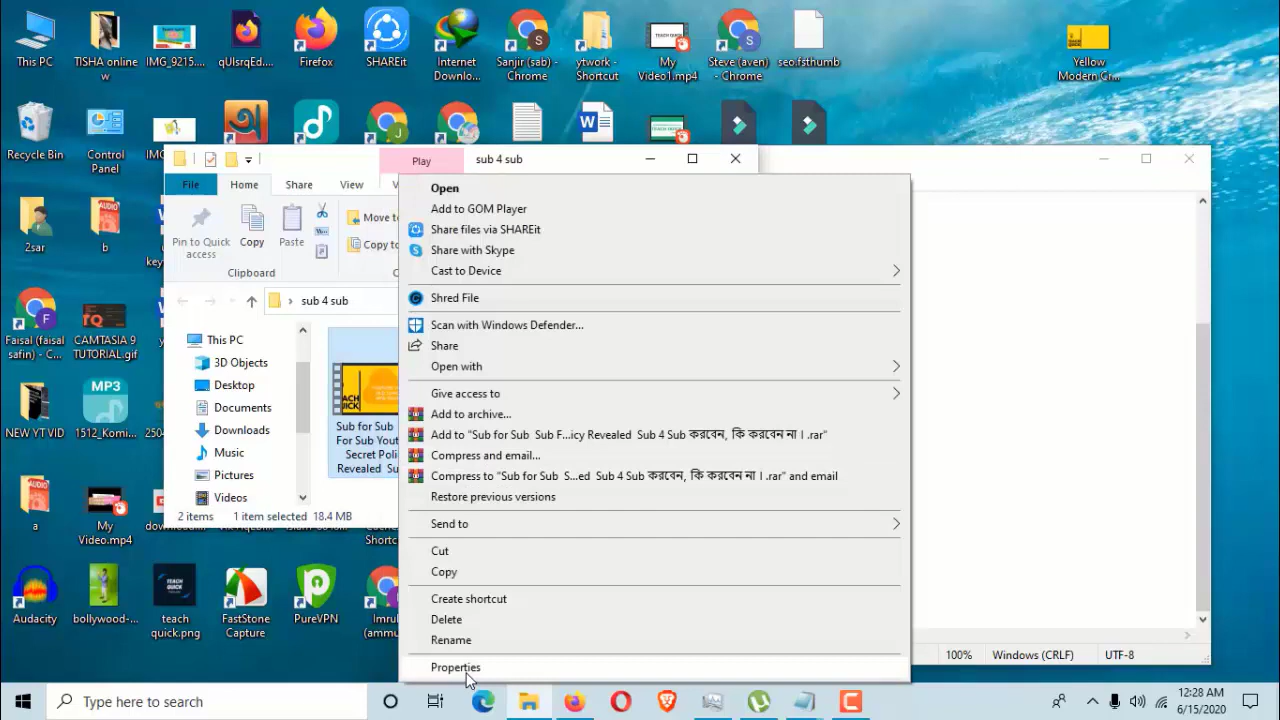 This PC
TISHA online w
IMG_9215....
qUlsrqEd....
Firefox
SHAREit
Internet Downlo...
Sanjir (sab) - Chrome
ytwork - Shortcut
My Video1.mp4
Steve (aven) - Chrome
seo.fsthumb
Yellow Modern Cr...
Recycle Bin
Control Panel
Play
sub 4 sub
File
Home
Share
View
Pin to Quick access
Copy
Paste
Move to
Copy to
Clipboard
sub 4 sub
This PC
3D Objects
Desktop
Documents
Downloads
Music
Pictures
Videos
Sub for Sub
For Sub Yout
Secret Poli
Revealed Su
2 items
1 item selected
18.4 MB
Open
Add to GOM Player
Share files via SHAREit
Share with Skype
Cast to Device
Shred File
Scan with Windows Defender...
Share
Open with
Give access to
Add to archive...
Add to "Sub for Sub Sub F...icy Revealed Sub 4 Sub করবেন, কি করবেন না।.rar"
Compress and email...
Compress to "Sub for Sub S...ed Sub 4 Sub করবেন, কি করবেন না।.rar" and email
Restore previous versions
Send to
Cut
Copy
Create shortcut
Delete
Rename
Properties
2sar
b
Faisal (faisal safin) - C...
CAMTASIA 9 TUTORIAL.gif
NEW YT VID
MP3
1512_Komi...
a
My Video.mp4
Audacity
bollywood-...
TEACH QUICK
teach quick.png
FastStone Capture
PureVPN
Imrul (ammu
100%
Windows (CRLF)
UTF-8
Type here to search
12:28 AM
6/15/2020